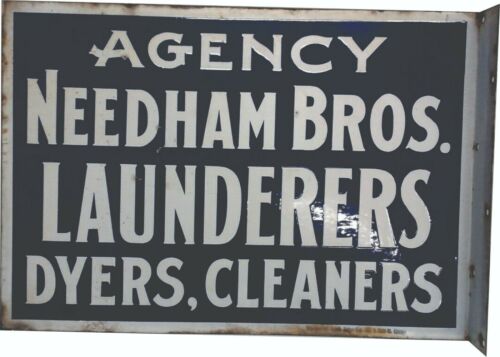 AGENCY
NEEDHAM BROS.
LAUNDERERS
DYERS, CLEANERS